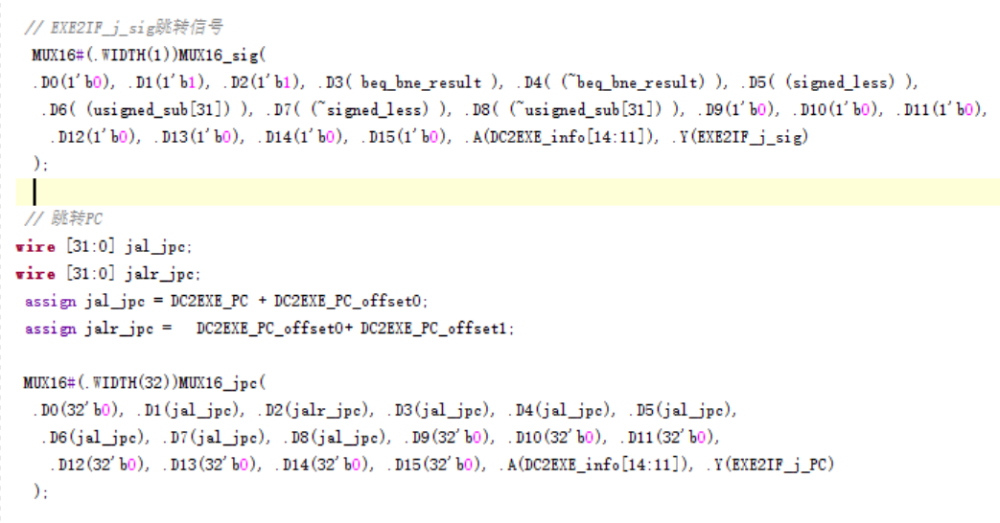 // EXE2IF_j_sig跳转信号
MUX16#(.WIDTH(1))MUX16_sig(
.D0(1'b0), .D1(1'b1), .D2(1'b1), .D3( beq_bne_result ), .D4( (~beq_bne_result) ), .D5( (signed_less) ),
.D6( (usigned_sub[31]) ), .D7( (~signed_less) ), .D8( (~usigned_sub[31]) ), .D9(1'b0), .D10(1'b0), .D11(1'b0),
.D12(1'b0), .D13(1'b0), .D14(1'b0), .D15(1'b0), .A(DC2EXE_info[14:11]), .Y(EXE2IF_j_sig)
);
// 跳转PC
wire [31:0] jal_jpc;
wire [31:0] jalr_jpc;
assign jal_jpc = DC2EXE_PC + DC2EXE_PC_offset0;
assign jalr_jpc =   DC2EXE_PC_offset0+ DC2EXE_PC_offset1;
MUX16#(.WIDTH(32))MUX16_jpc(
.D0(32'b0), .D1(jal_jpc), .D2(jalr_jpc), .D3(jal_jpc), .D4(jal_jpc), .D5(jal_jpc),
.D6(jal_jpc), .D7(jal_jpc), .D8(jal_jpc), .D9(32'b0), .D10(32'b0), .D11(32'b0),
.D12(32'b0), .D13(32'b0), .D14(32'b0), .D15(32'b0), .A(DC2EXE_info[14:11]), .Y(EXE2IF_j_PC)
);